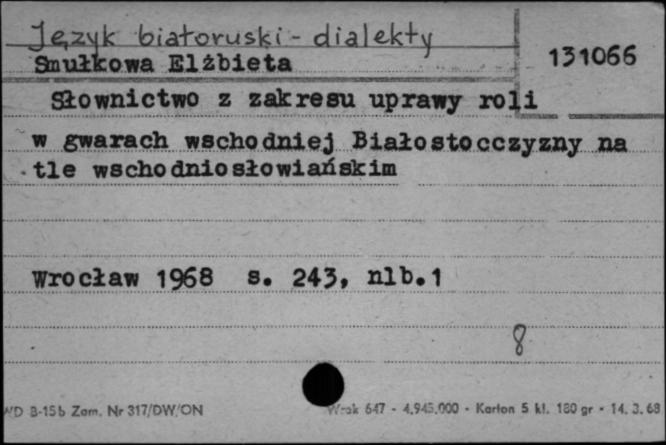 Język białoruski - dialekty
Smułkowa Elżbieta
131066
Słownictwo z zakresu uprawy roli
w gwarach wschodniej Białostocczyzny na
tle wschodniosłowiańskim
Wrocław 1968 s. 243, nlb.1
8
WD B-15b Zam. Nr 317/DW/ON
647 - 4.945.000 - Karton 5 kl. 180 gr - 14. 3. 68